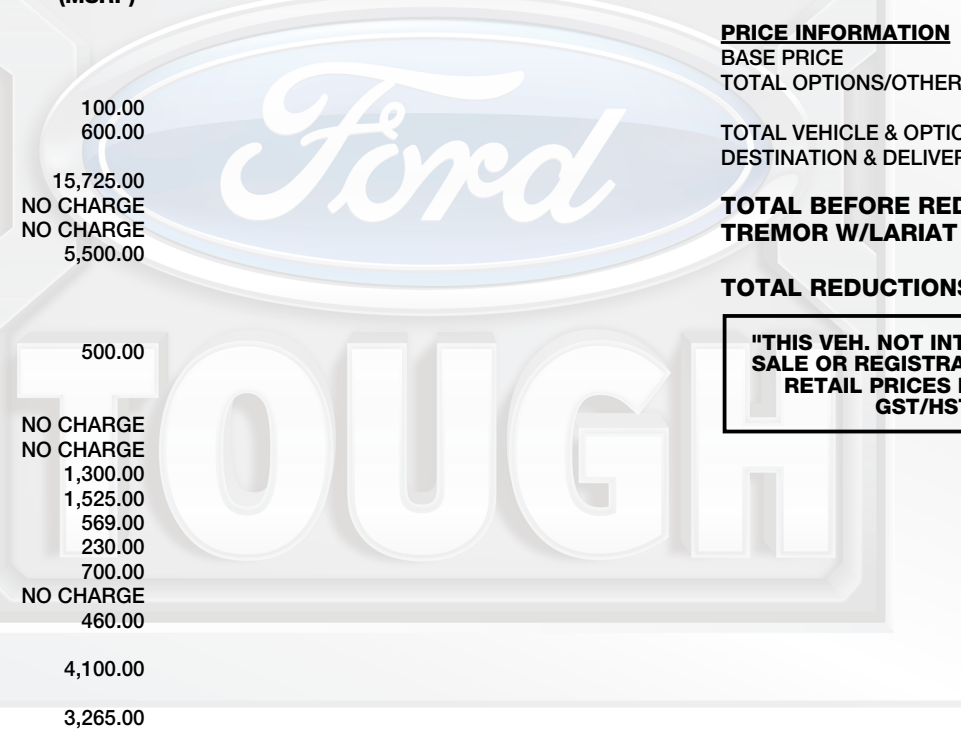 (MSRP)
100.00
600.00
15,725.00
NO CHARGE
NO CHARGE
5,500.00
500.00
NO CHARGE
NO CHARGE
1,300.00
1,525.00
569.00
230.00
700.00
NO CHARGE
460.00
4,100.00
3,265.00
Ford
TOUGH
PRICE INFORMATION
BASE PRICE
TOTAL OPTIONS/OTHER
TOTAL VEHICLE & OPTIO
DESTINATION & DELIVER
TOTAL BEFORE RED
TREMOR W/LARIAT
TOTAL REDUCTIONS
"THIS VEH. NOT INT
SALE OR REGISTRA
RETAIL PRICES
GST/HST